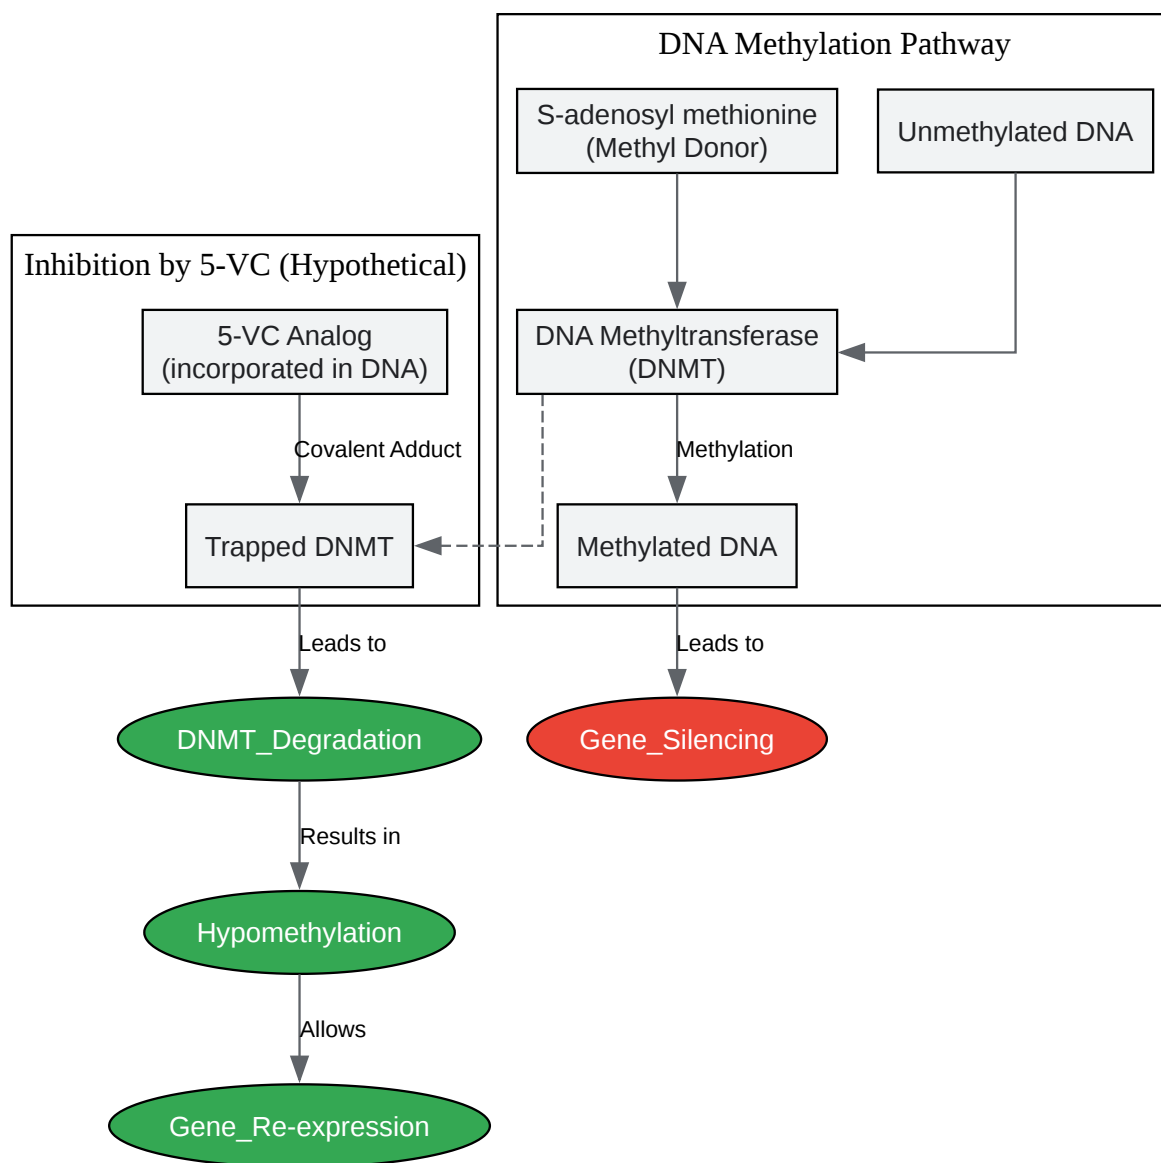 DNA Methylation Pathway
S-adenosyl methionine
(Methyl Donor)
Unmethylated DNA
Inhibition by 5-VC (Hypothetical)
5-VC Analog
(incorporated in DNA)
DNA Methyltransferase
(DNMT)
Covalent Adduct
Methylation
Trapped DNMT
Methylated DNA
Leads to
Leads to
DNMT_Degradation
Gene_Silencing
Results in
Hypomethylation
Allows
Gene_Re-expression